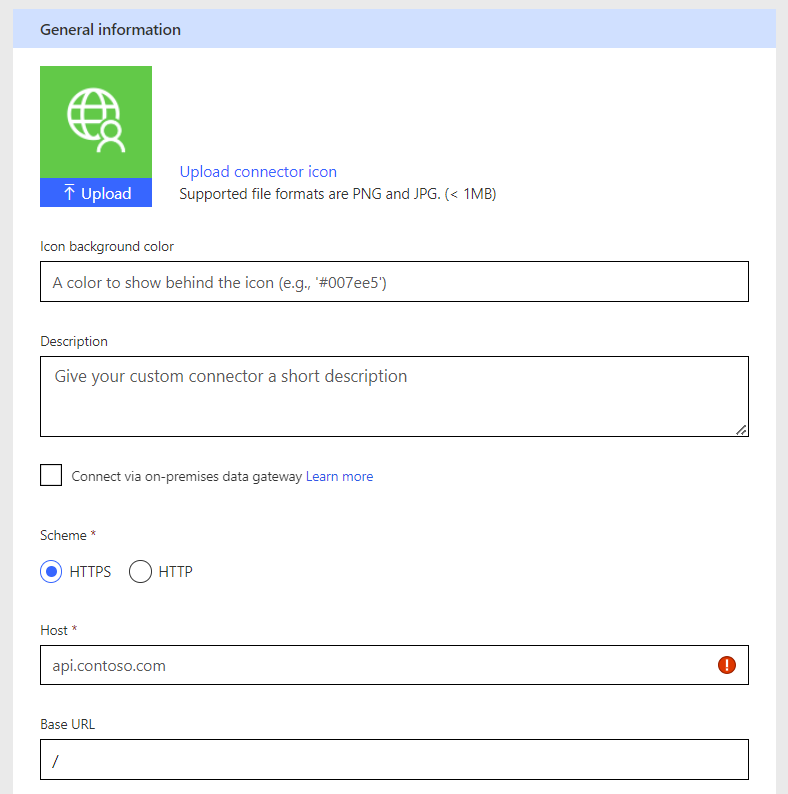 General information
Upload
Upload connector icon
Supported file formats are PNG and JPG. (< 1MB)
Icon background color
A color to show behind the icon (e.g., '#007ee5')
Description
Give your custom connector a short description
Connect via on-premises data gateway Learn more
Scheme *
HTTPS HTTP
Host *
api.contoso.com
Base URL
/